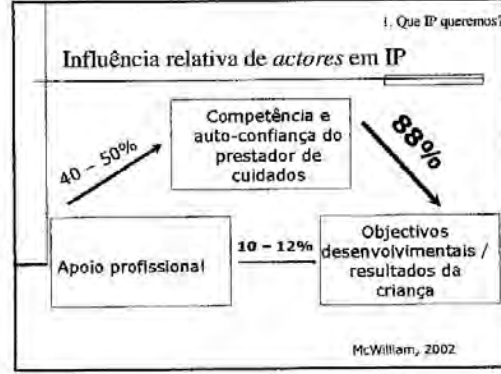 1. Que IP queremos?
Influência relativa de actores em IP
Competência e
auto-confiança do
prestador de
cuidados
40 – 50%
88%
Apoio profissional
10 – 12%
Objectivos
desenvolvimentais /
resultados da
criança
McWilliam, 2002